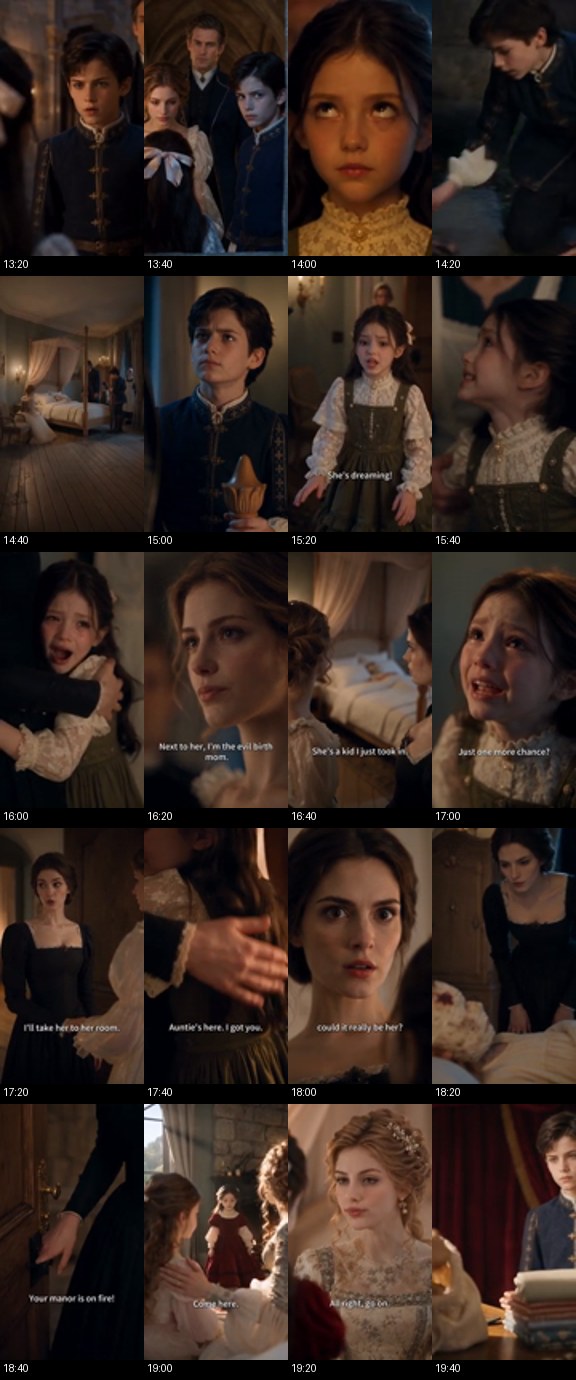 13:20
13:40
14:00
14:20
14:40
15:00
She's dreaming!
15:20
15:40
16:00
Next to her, I'm the evil birth
mom.
16:20
She's a kid I just took in.
16:40
Just one more chance?
17:00
I'll take her to her room.
17:20
Auntie's here. I got you.
17:40
could it really be her?
18:00
18:20
Your manor is on fire!
18:40
Come here.
19:00
All right, go on.
19:20
19:40